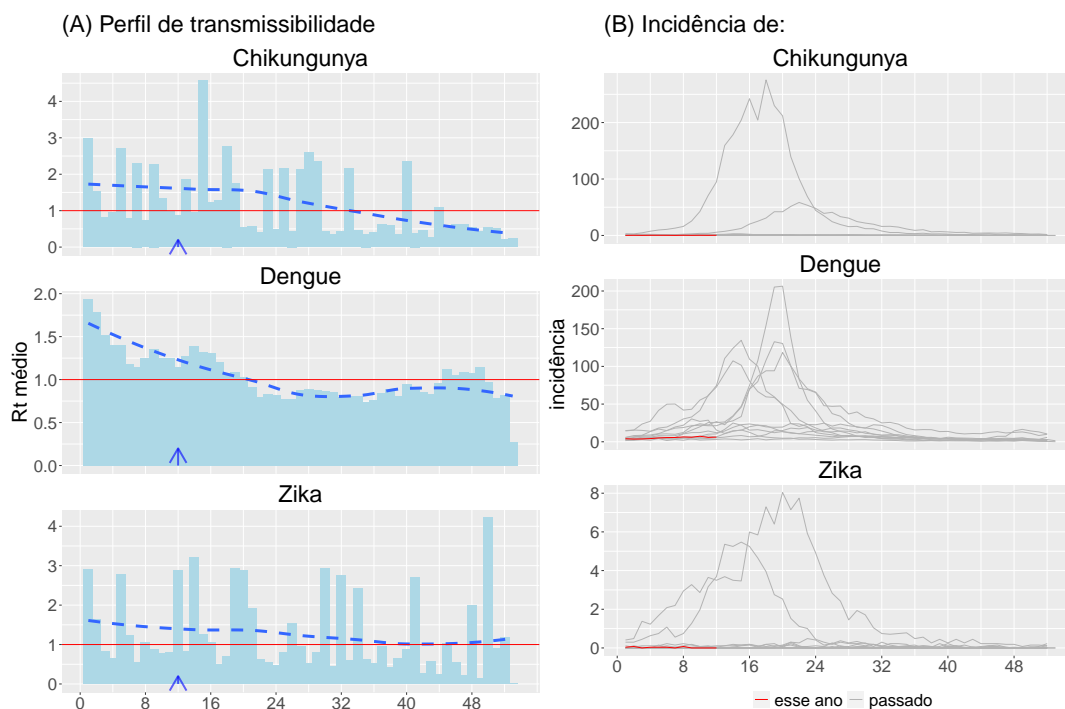 (A) Perfil de transmissibilidade
Chikungunya
4
3
2
1
0
Dengue
2.0
1.5
1.0
0.5
0.0
Rt médio
Zika
4
3
2
1
0
0 8 16 24 32 40 48
(B) Incidência de:
Chikungunya
200
100
0
Dengue
200
150
100
50
0
incidência
Zika
8
6
4
2
0
0 8 16 24 32 40 48
esse ano passado